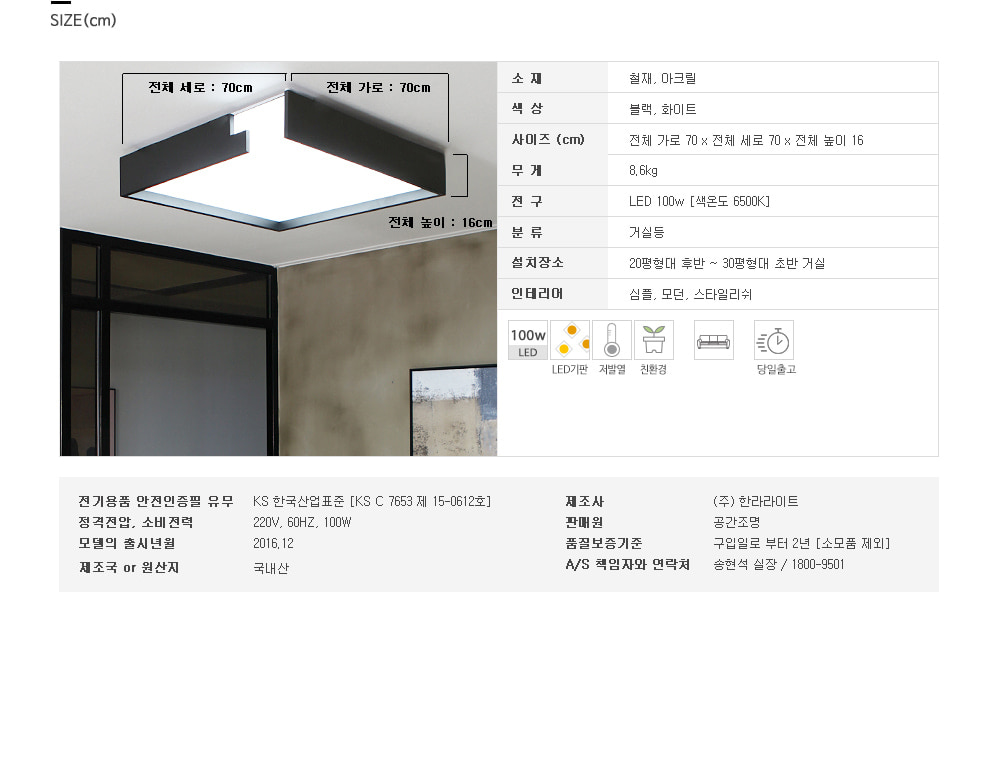 SIZE(cm)
전체 세로 : 70cm 전체 가로 : 70cm
전체 높이 : 16cm
소 재 철재, 아크릴
색 상 블랙, 화이트
사이즈 (cm) 전체 가로 70 x 전체 세로 70 x 전체 높이 16
무 게 8.6kg
전 구 LED 100w [색온도 6500K]
분 류 거실등
설치장소 20평형대 후반 ~ 30평형대 초반 거실
인테리어 심플, 모던, 스타일리쉬
100w
LED
LED기판 저발열 친환경 당일출고
전기용품 안전인증필 유무 KS 한국산업표준 [KS C 7653 제 15-0612호]
정격전압, 소비전력 220V, 60HZ, 100W
모델의 출시년월 2016.12
제조국 or 원산지 국내산
제조사 (주) 한라라이트
판매원 공간조명
품질보증기준 구입일로 부터 2년 [소모품 제외]
A/S 책임자와 연락처 송현석 실장 / 1800-9501